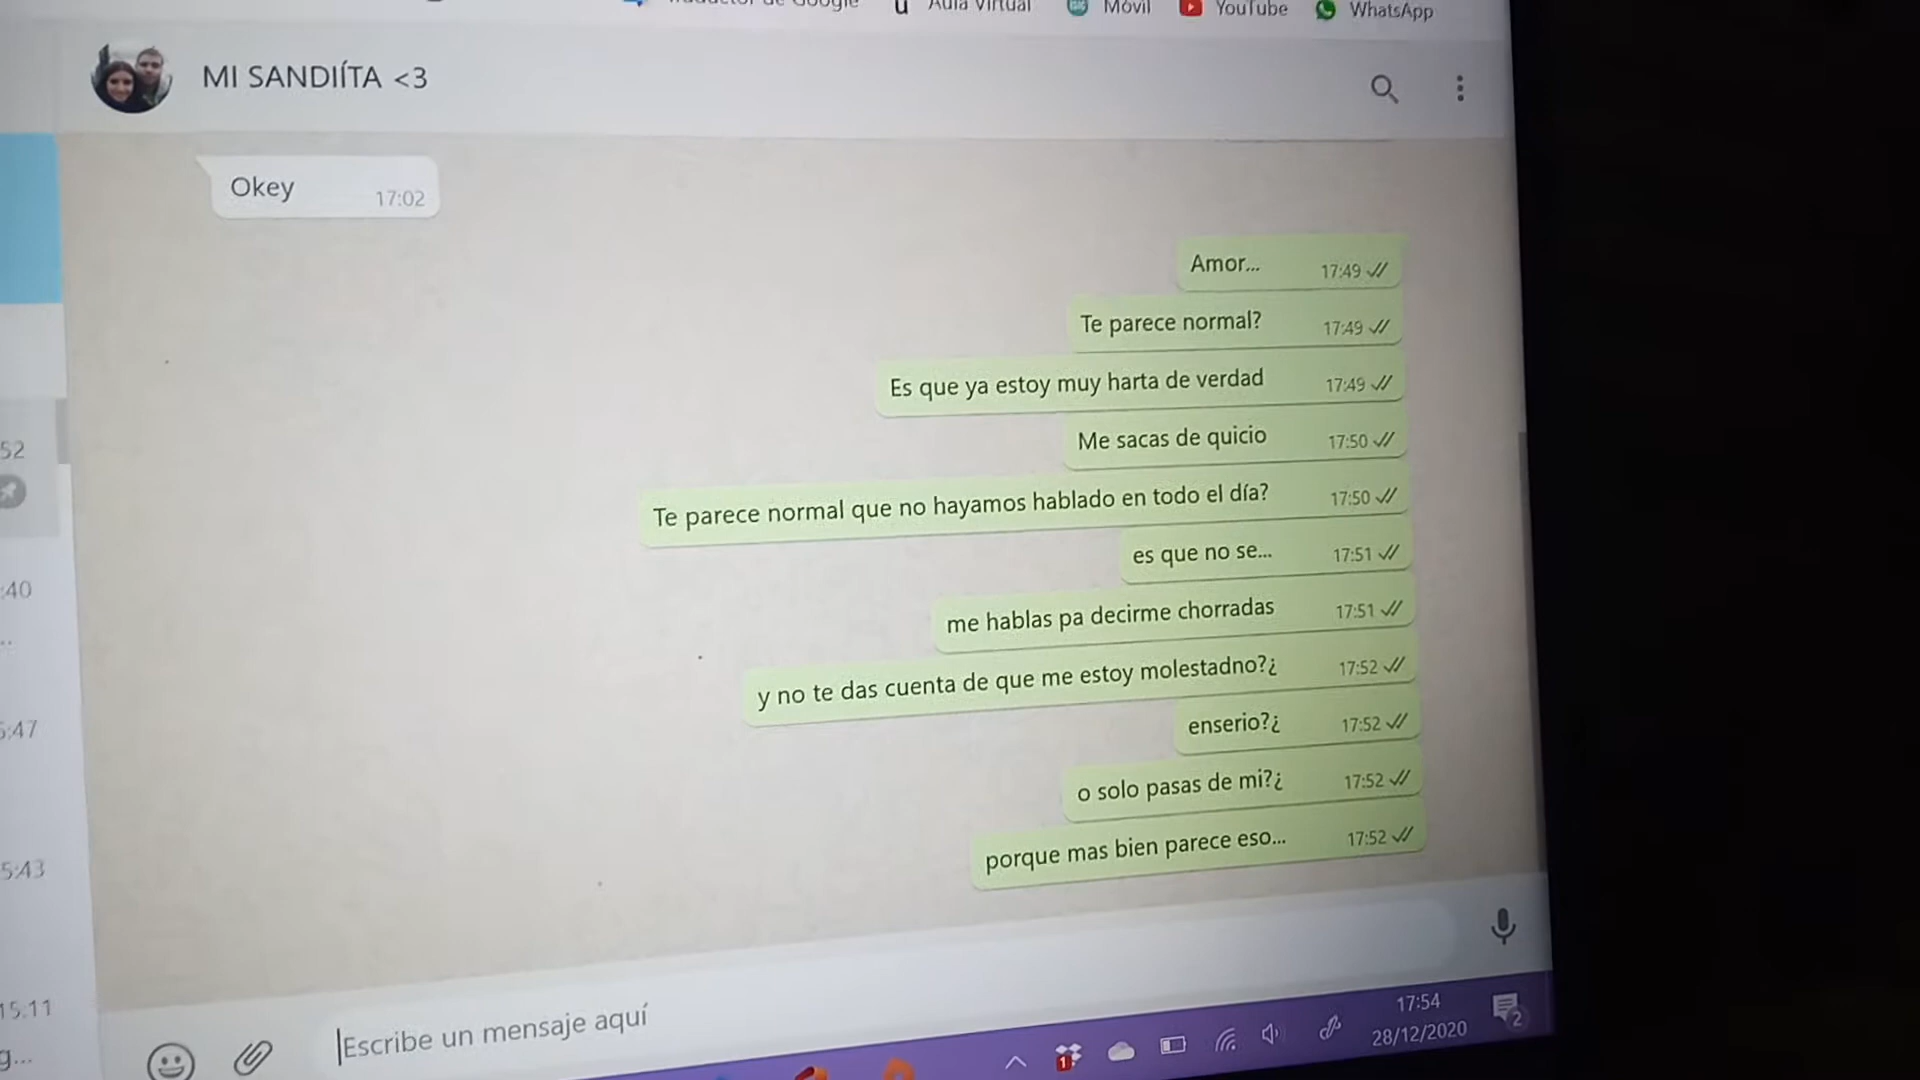 Traductor de Google
u Aula Virtual
Móvil
YouTube
WhatsApp
MI SANDIÍTA <3
Okey 17:02
Amor... 17:49
Te parece normal? 17:49
Es que ya estoy muy harta de verdad 17:49
Me sacas de quicio 17:50
Te parece normal que no hayamos hablado en todo el día? 17:50
es que no se... 17:51
me hablas pa decirme chorradas 17:51
y no te das cuenta de que me estoy molestadno?¿ 17:52
enserio?¿ 17:52
o solo pasas de mi?¿ 17:52
porque mas bien parece eso... 17:52
52
:40
..
5:47
5:43
15:11
g...
Escribe un mensaje aquí
1
17:54
28/12/2020
2